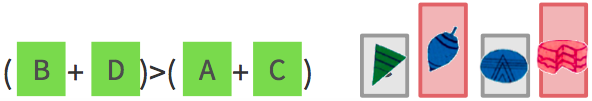 ( B + D )>( A + C )